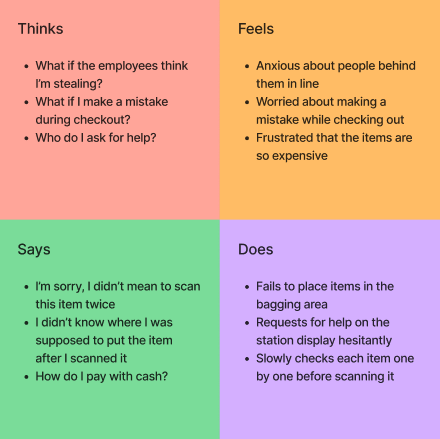 Thinks
• What if the employees think
I'm stealing?
• What if I make a mistake
during checkout?
• Who do I ask for help?
Feels
• Anxious about people behind
them in line
• Worried about making a
mistake while checking out
• Frustrated that the items are
so expensive
Says
• I'm sorry, I didn't mean to scan
this item twice
• I didn't know where I was
supposed to put the item
after I scanned it
• How do I pay with cash?
Does
• Fails to place items in the
bagging area
• Requests for help on the
station display hesitantly
• Slowly checks each item one
by one before scanning it